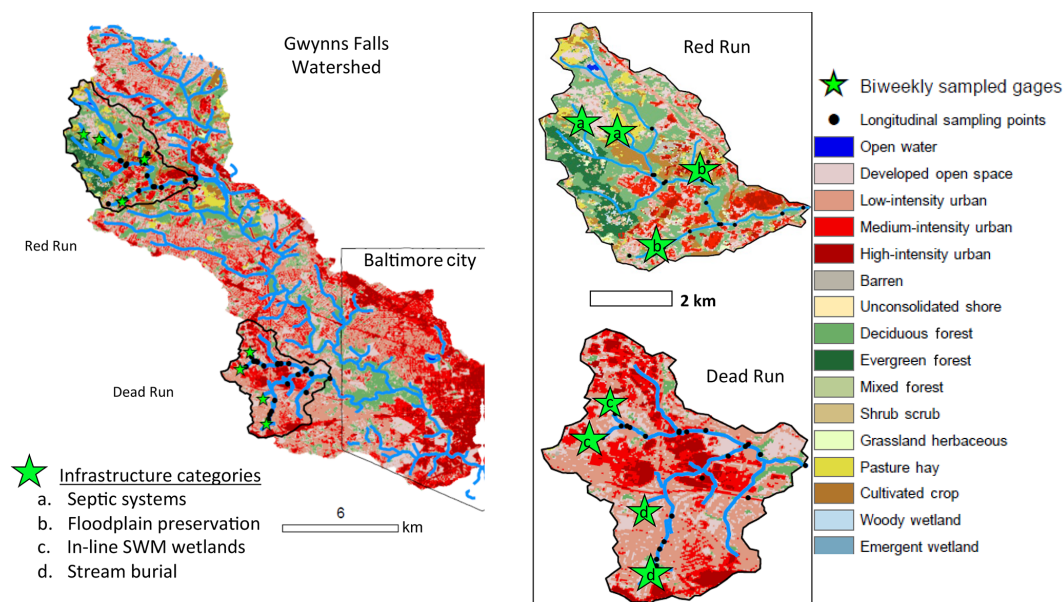 Gwynns Falls
Watershed
Red Run
Baltimore city
Dead Run
Infrastructure categories
a. Septic systems
b. Floodplain preservation
c. In-line SWM wetlands
d. Stream burial
6
km
Red Run
a
a
b
b
2 km
Dead Run
c
c
d
d
Biweekly sampled gages
Longitudinal sampling points
Open water
Developed open space
Low-intensity urban
Medium-intensity urban
High-intensity urban
Barren
Unconsolidated shore
Deciduous forest
Evergreen forest
Mixed forest
Shrub scrub
Grassland herbaceous
Pasture hay
Cultivated crop
Woody wetland
Emergent wetland